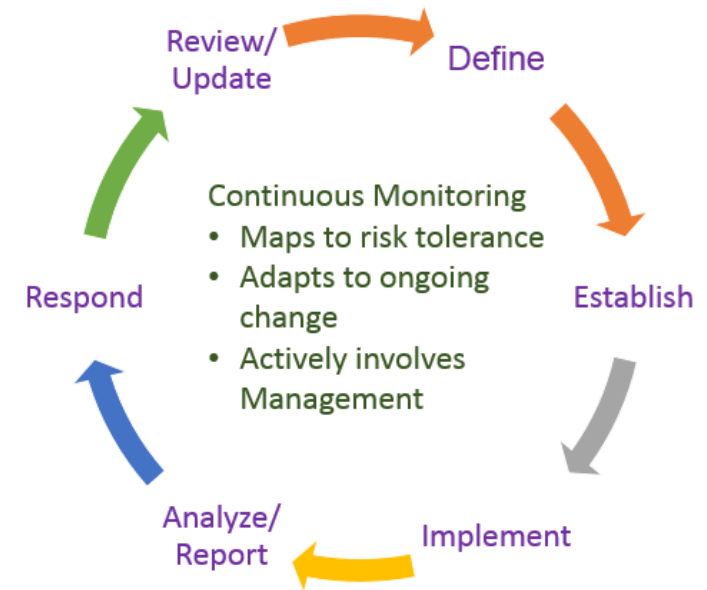 Review/
Update
Define
Establish
Implement
Analyze/
Report
Respond
Continuous Monitoring
• Maps to risk tolerance
• Adapts to ongoing
change
• Actively involves
Management